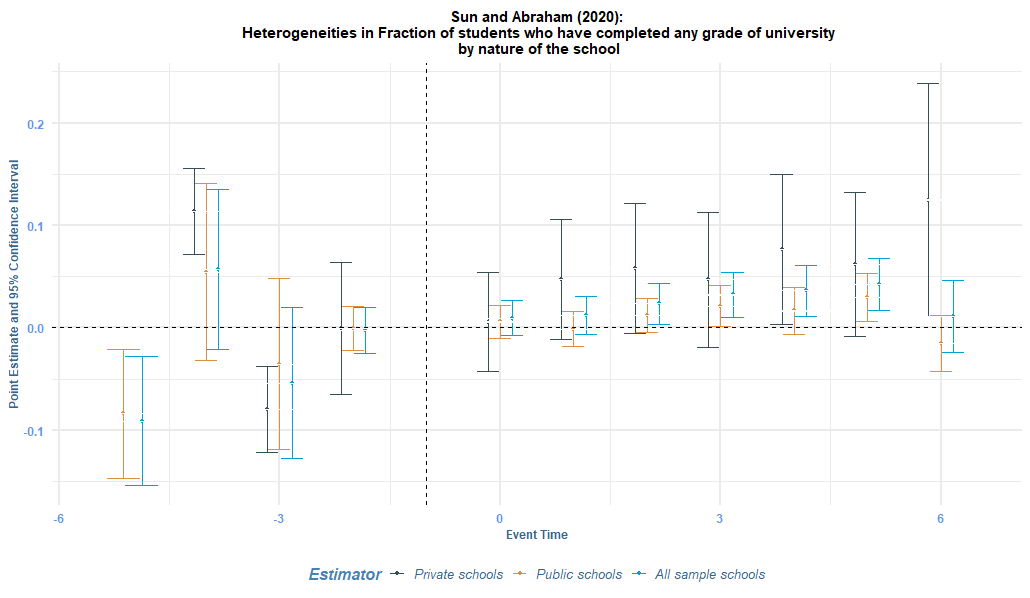 Sun and Abraham (2020):
Heterogeneities in Fraction of students who have completed any grade of university
by nature of the school
Point Estimate and 95% Confidence Interval
0.2
0.1
0.0
-0.1
-6
-3
0
3
6
Event Time
Estimator Private schools Public schools All sample schools